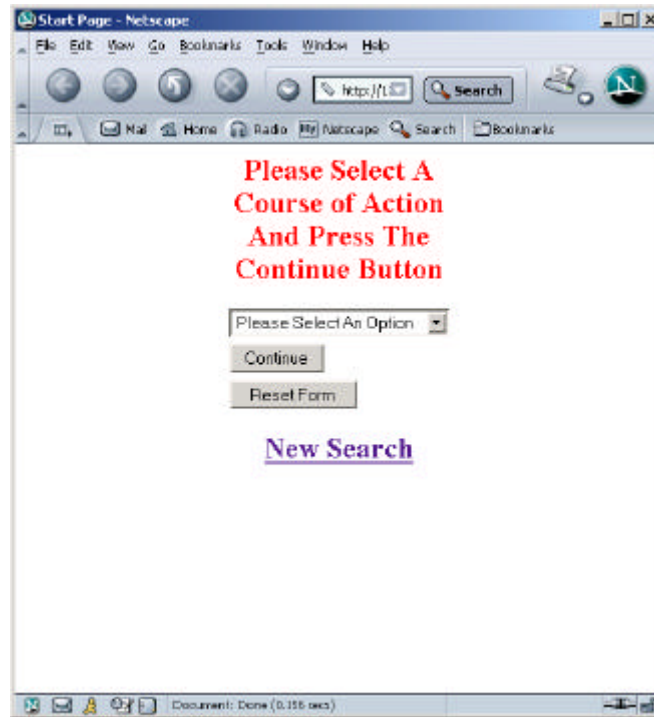 Start Page - Netscape
File Edit View Go Bookmarks Tools Window Help
http://t Search N
Mail Home Radio My Netscape Search Bookmarks
Please Select A
Course of Action
And Press The
Continue Button
Please Select An Option
Continue
Reset Form
New Search
Document: Done (0.156 secs)